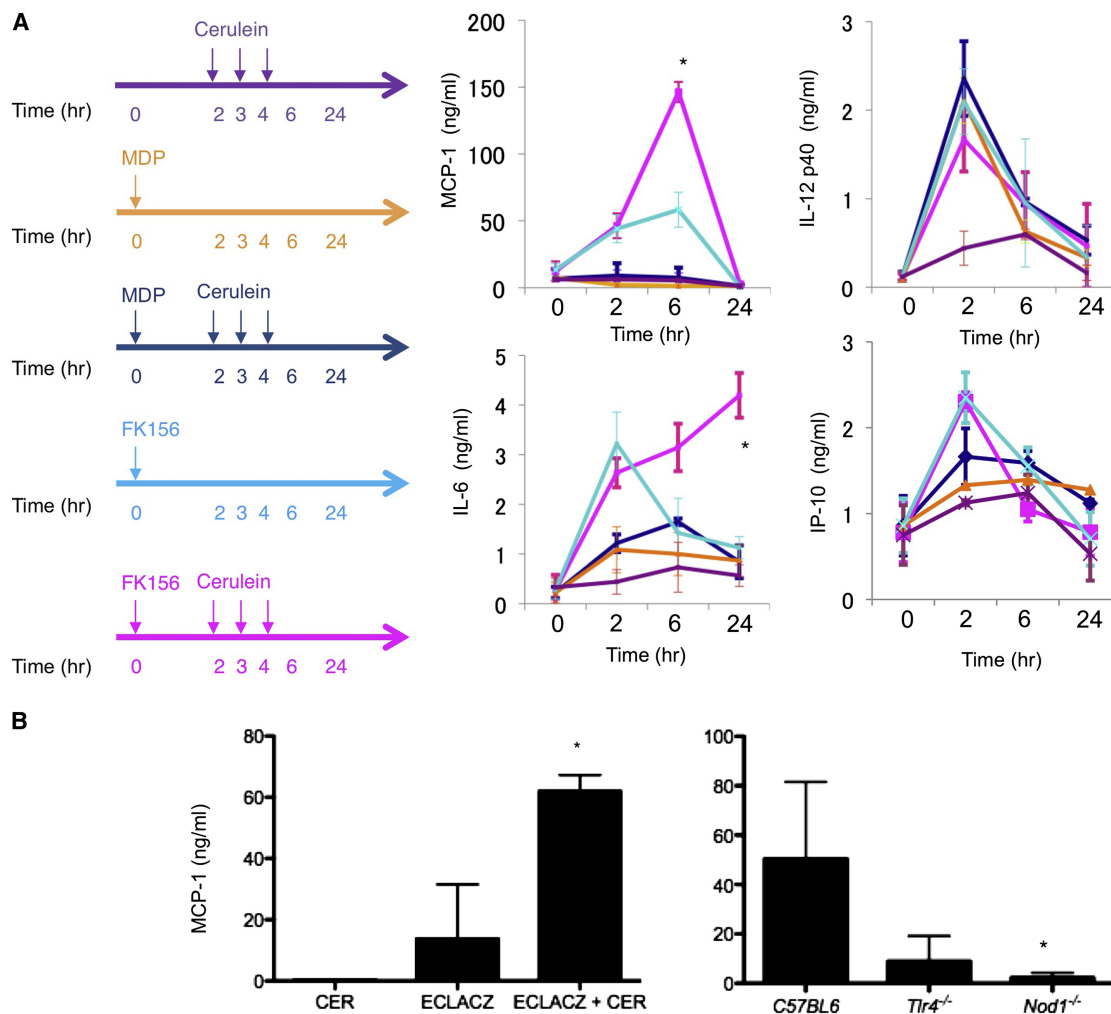 A
Cerulein
Time (hr) 0 2 3 4 6 24
MDP
Time (hr) 0 2 3 4 6 24
MDP Cerulein
Time (hr) 0 2 3 4 6 24
FK156
Time (hr) 0 2 3 4 6 24
FK156 Cerulein
Time (hr) 0 2 3 4 6 24
MCP-1 (ng/ml)
200
150
100
50
0
*
0 2 6 24
Time (hr)
IL-12 p40 (ng/ml)
3
2
1
0
0 2 6 24
Time (hr)
IL-6 (ng/ml)
5
4
3
2
1
0
*
0 2 6 24
Time (hr)
IP-10 (ng/ml)
3
2
1
0
0 2 6 24
Time (hr)
B
MCP-1 (ng/ml)
80
60
40
20
0
*
CER ECLACZ ECLACZ + CER
100
80
60
40
20
0
*
C57BL6 Tlr4-/- Nod1-/-